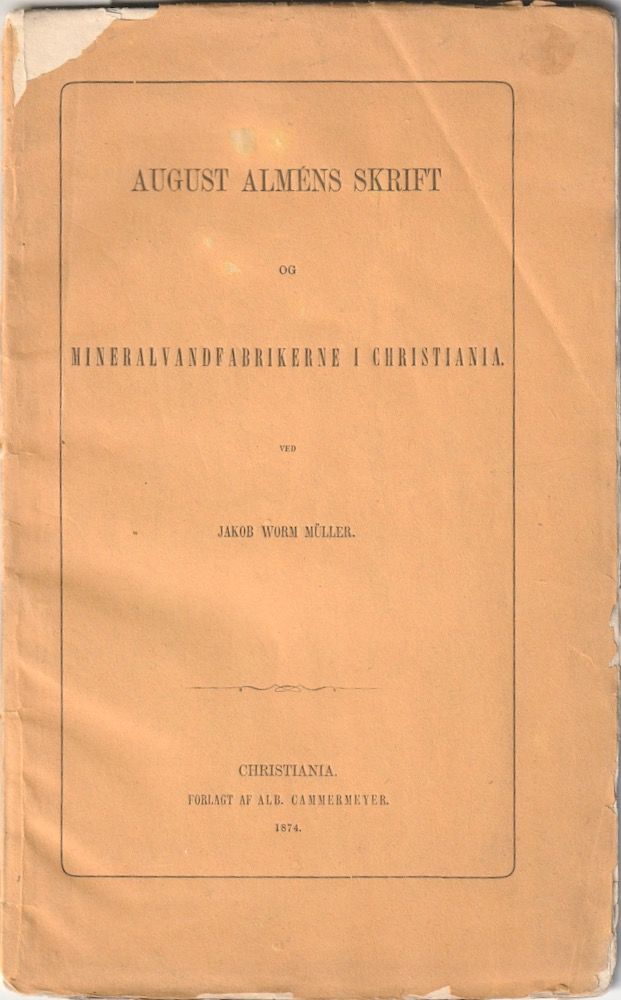 AUGUST ALMÉNS SKRIFT
OG
MINERALVANDFABRIKERNE I CHRISTIANIA.
VED
JAKOB WORM MÜLLER.
CHRISTIANIA.
FORLAGT AF ALB. CAMMERMEYER.
1874.